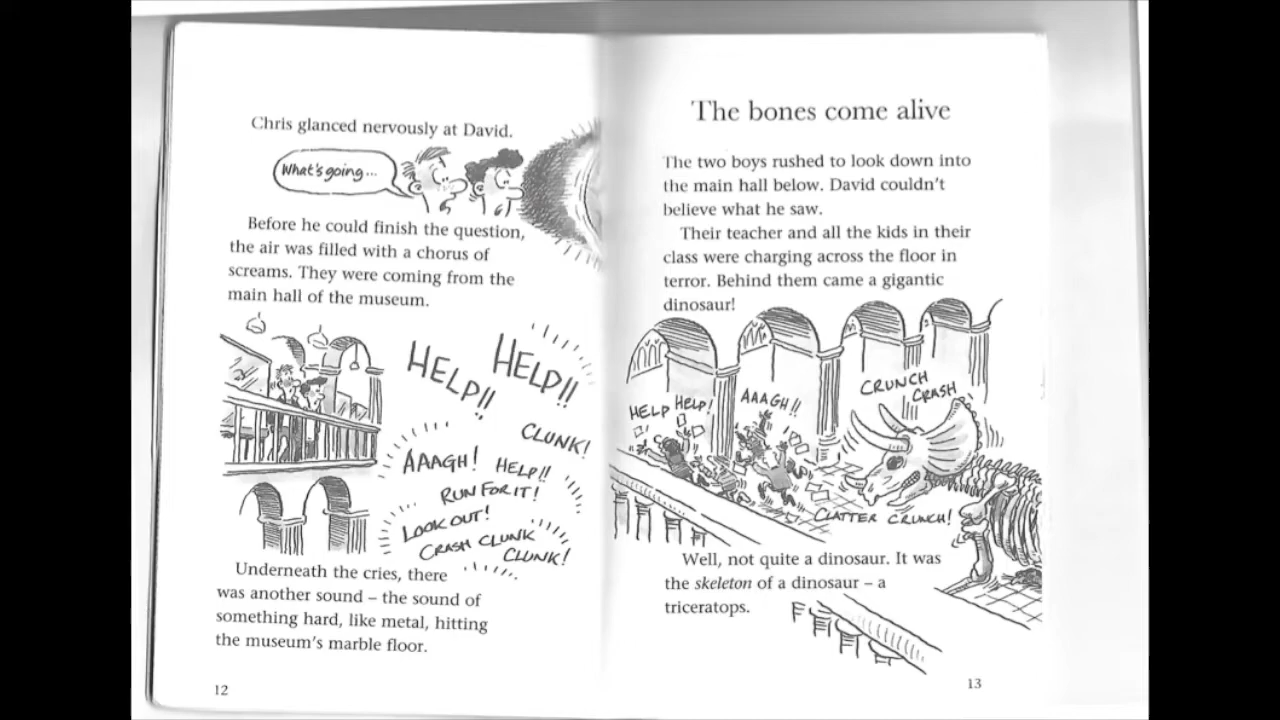 Chris glanced nervously at David.
What's going...
Before he could finish the question,
the air was filled with a chorus of
screams. They were coming from the
main hall of the museum.
HELP!!
HELP!!
CLUNK!
AAAGH!
HELP!!
RUN FOR IT!
LOOK OUT!
CRASH CLUNK
CLUNK!
Underneath the cries, there
was another sound – the sound of
something hard, like metal, hitting
the museum's marble floor.
12
The bones come alive
The two boys rushed to look down into
the main hall below. David couldn't
believe what he saw.
Their teacher and all the kids in their
class were charging across the floor in
terror. Behind them came a gigantic
dinosaur!
HELP HELP!
AAAGH!!
CRUNCH
CRASH
CLATTER CRUNCH!
Well, not quite a dinosaur. It was
the skeleton of a dinosaur – a
triceratops.
13